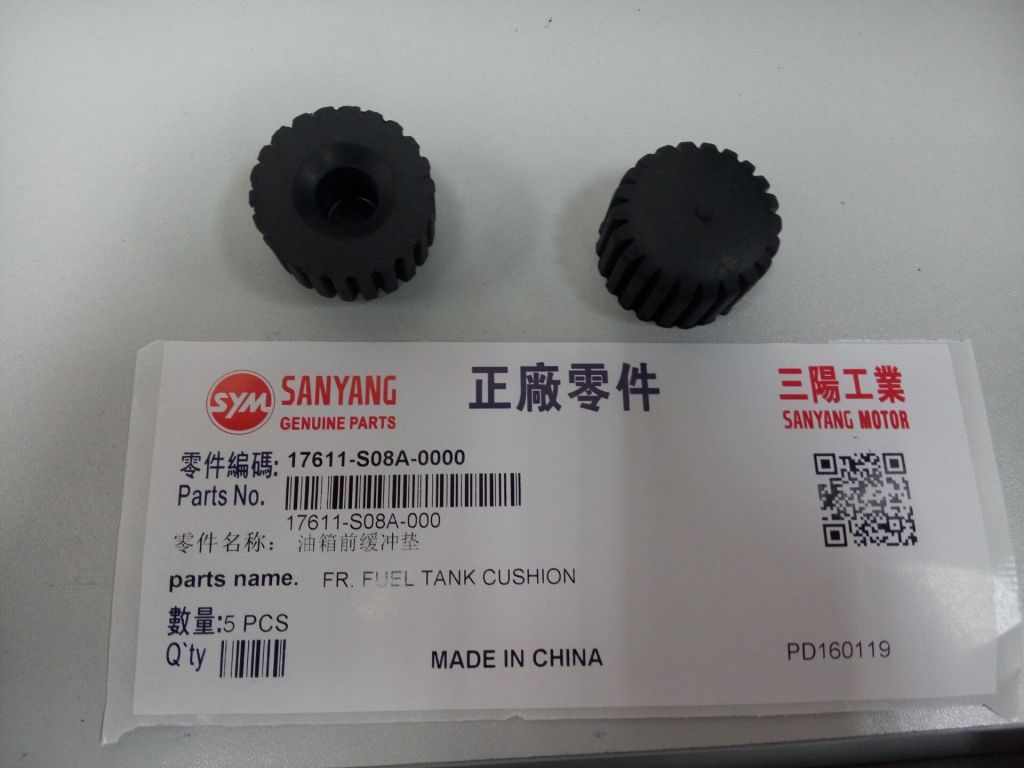 SYM SANYANG
GENUINE PARTS
正廠零件
三陽工業
SANYANG MOTOR
零件編碼: 17611-S08A-0000
Parts No.
17611-S08A-000
零件名称： 油箱前缓冲垫
parts name. FR. FUEL TANK CUSHION
數量:5 PCS
Q`ty
MADE IN CHINA
PD160119